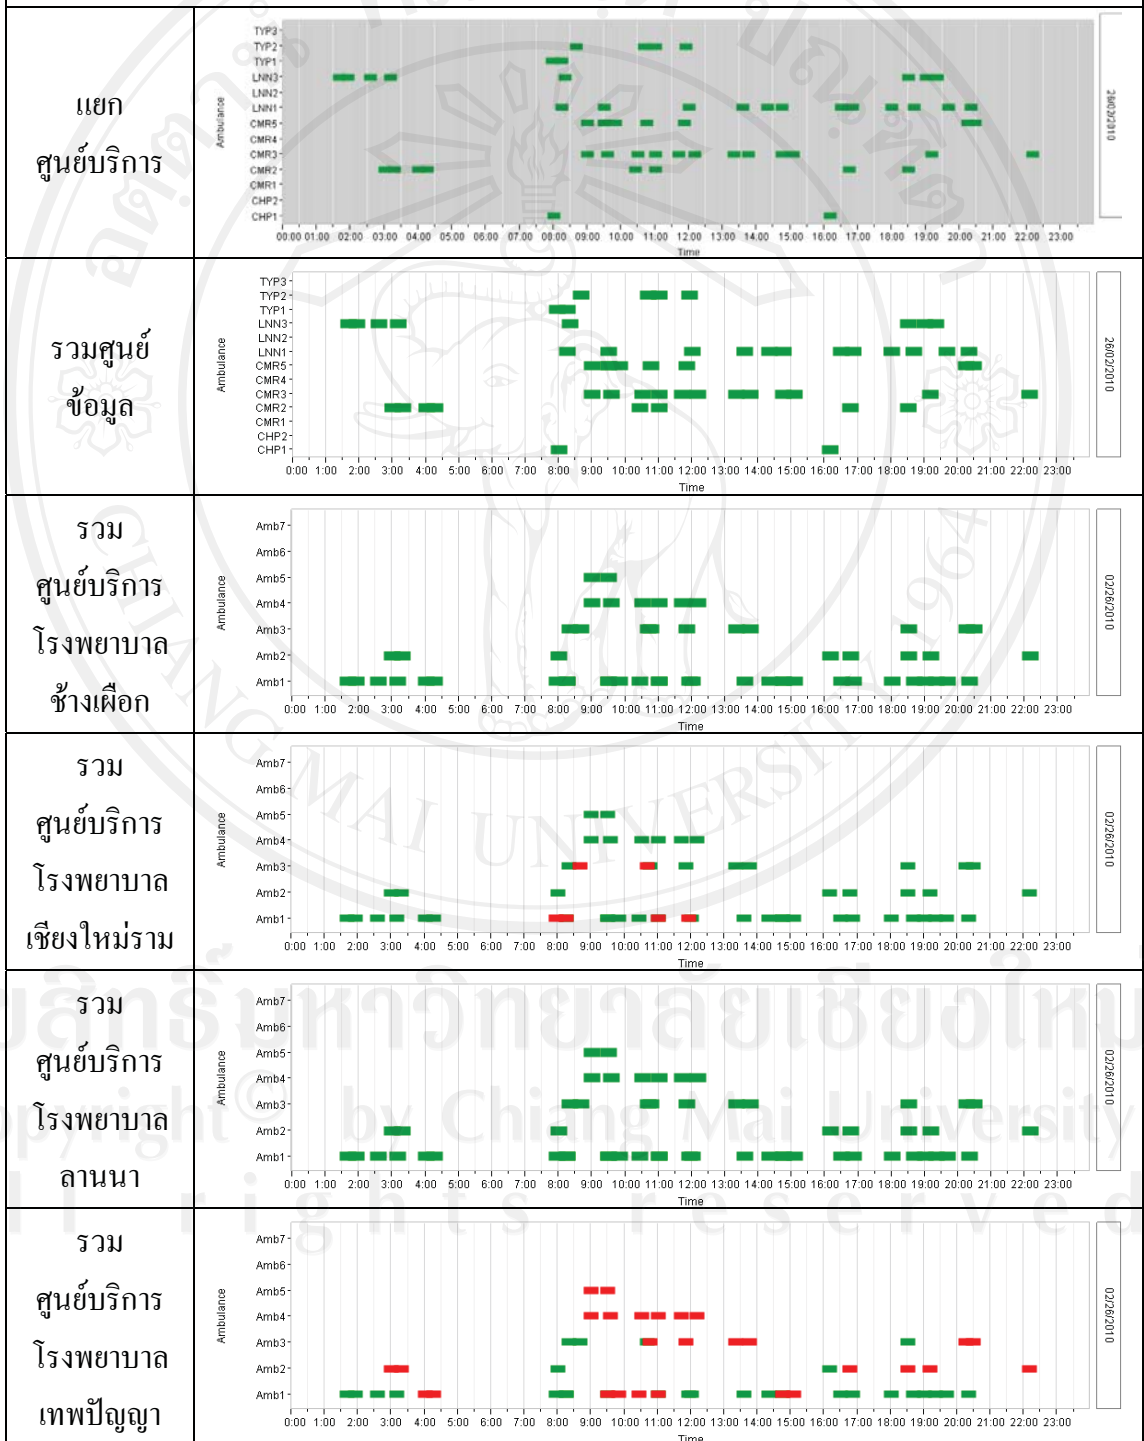 แยก
ศูนย์บริการ
Ambulance
TYP3
TYP2
TYP1
LNN3
LNN2
LNN1
CMR5
CMR4
CMR3
CMR2
CMR1
CHP2
CHP1
00:00 01:00 02:00 03:00 04:00 05:00 06:00 07:00 08:00 09:00 10:00 11:00 12:00 13:00 14:00 15:00 16:00 17:00 18:00 19:00 20:00 21:00 22:00 23:00
Time
26/02/2010
รวมศูนย์
ข้อมูล
Ambulance
TYP3
TYP2
TYP1
LNN3
LNN2
LNN1
CMR5
CMR4
CMR3
CMR2
CMR1
CHP2
CHP1
0:00 1:00 2:00 3:00 4:00 5:00 6:00 7:00 8:00 9:00 10:00 11:00 12:00 13:00 14:00 15:00 16:00 17:00 18:00 19:00 20:00 21:00 22:00 23:00
Time
26/02/2010
รวม
ศูนย์บริการ
โรงพยาบาล
ช้างเผือก
Ambulance
Amb7
Amb6
Amb5
Amb4
Amb3
Amb2
Amb1
0:00 1:00 2:00 3:00 4:00 5:00 6:00 7:00 8:00 9:00 10:00 11:00 12:00 13:00 14:00 15:00 16:00 17:00 18:00 19:00 20:00 21:00 22:00 23:00
Time
02/26/2010
รวม
ศูนย์บริการ
โรงพยาบาล
เชียงใหม่ราม
Ambulance
Amb7
Amb6
Amb5
Amb4
Amb3
Amb2
Amb1
0:00 1:00 2:00 3:00 4:00 5:00 6:00 7:00 8:00 9:00 10:00 11:00 12:00 13:00 14:00 15:00 16:00 17:00 18:00 19:00 20:00 21:00 22:00 23:00
Time
02/26/2010
รวม
ศูนย์บริการ
โรงพยาบาล
ลานนา
Ambulance
Amb7
Amb6
Amb5
Amb4
Amb3
Amb2
Amb1
0:00 1:00 2:00 3:00 4:00 5:00 6:00 7:00 8:00 9:00 10:00 11:00 12:00 13:00 14:00 15:00 16:00 17:00 18:00 19:00 20:00 21:00 22:00 23:00
Time
02/26/2010
รวม
ศูนย์บริการ
โรงพยาบาล
เทพปัญญา
Ambulance
Amb7
Amb6
Amb5
Amb4
Amb3
Amb2
Amb1
0:00 1:00 2:00 3:00 4:00 5:00 6:00 7:00 8:00 9:00 10:00 11:00 12:00 13:00 14:00 15:00 16:00 17:00 18:00 19:00 20:00 21:00 22:00 23:00
Time
02/26/2010
CHIANG MAI UNIVERSITY 1964
by Chiang Mai University
rights reserved